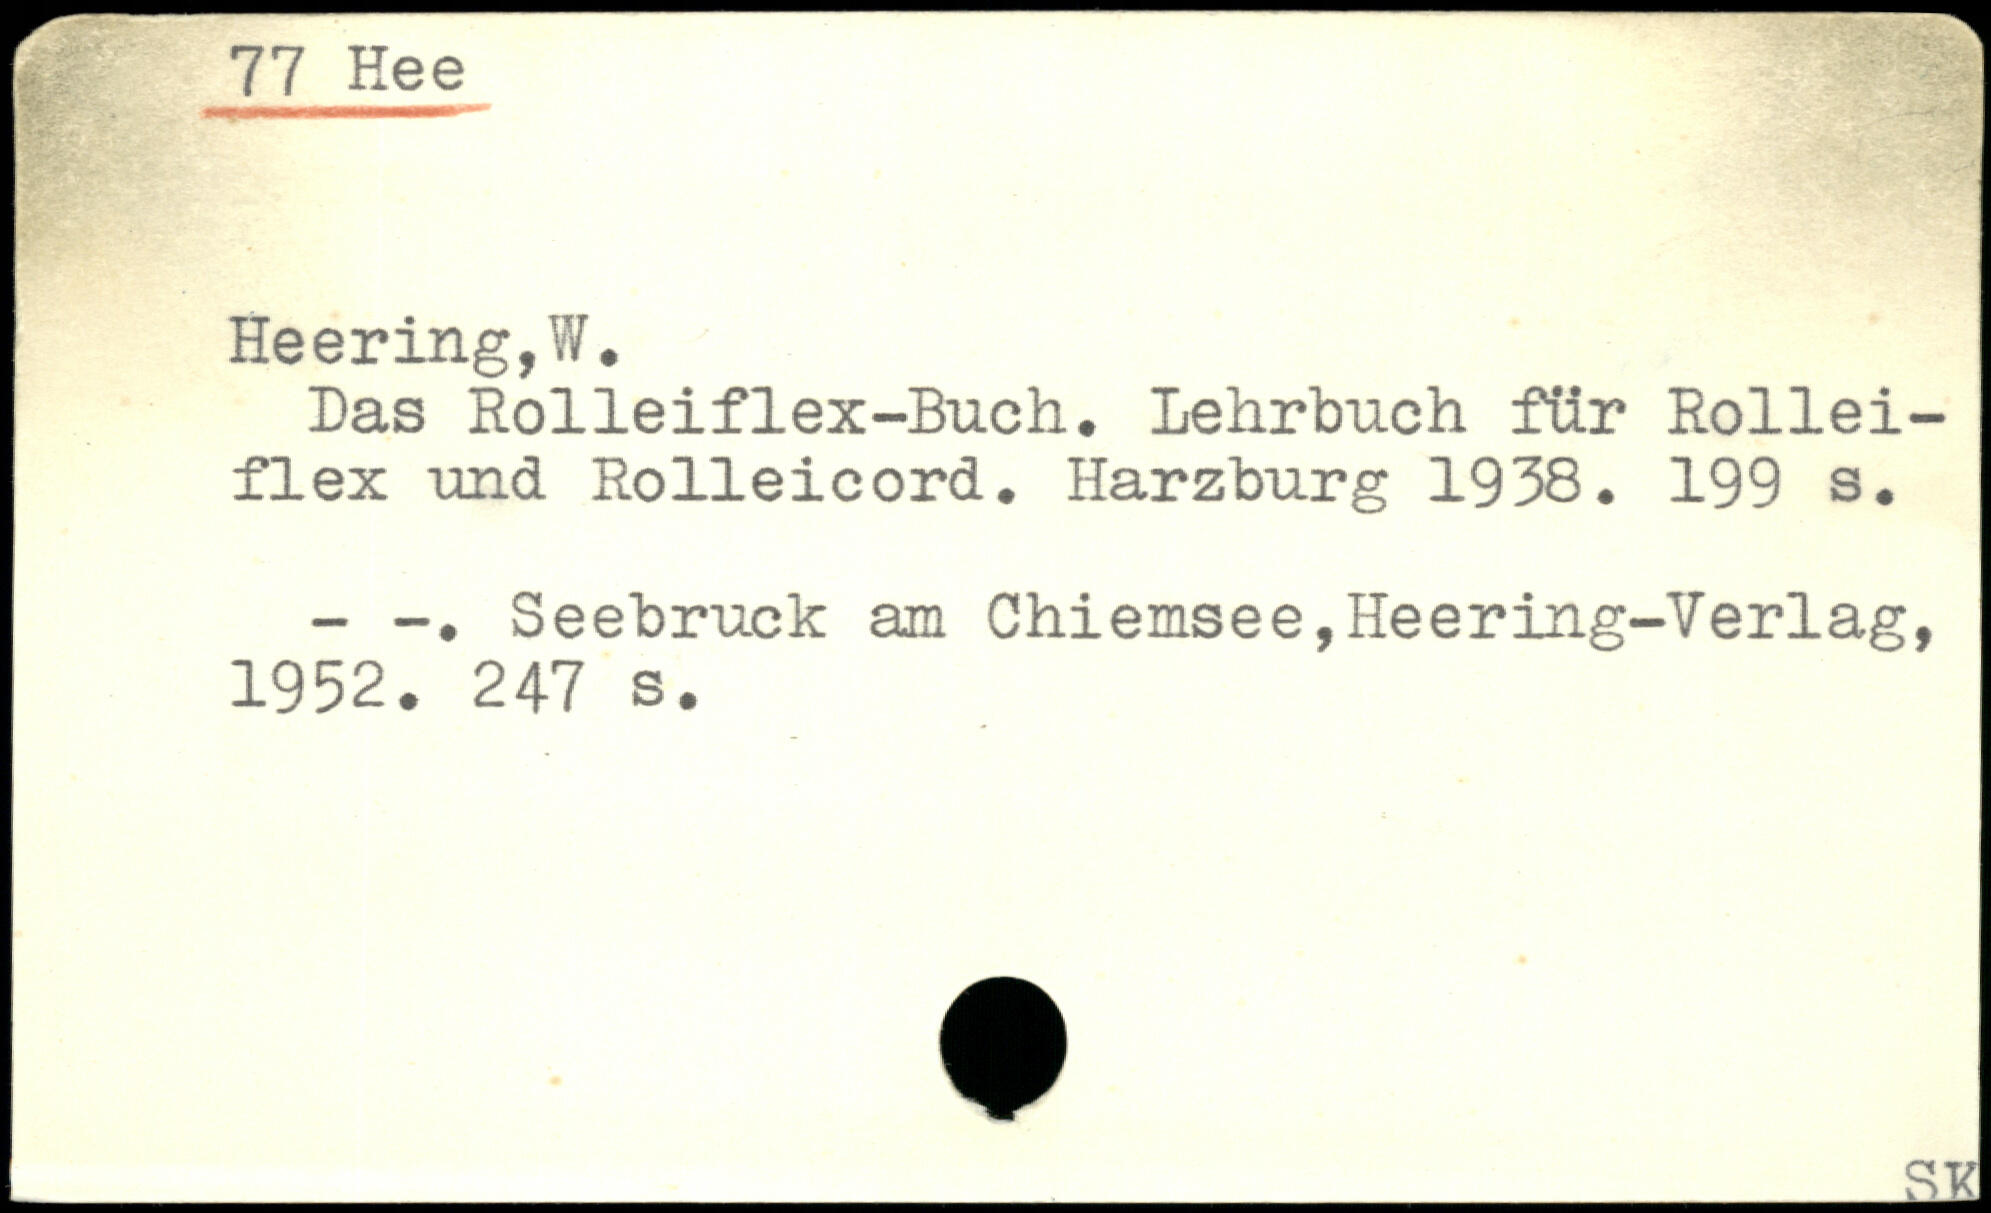 77 Hee
Heering,W.
Das Rolleiflex-Buch. Lehrbuch für Rollei-
flex und Rolleicord. Harzburg 1938. 199 s.
- -. Seebruck am Chiemsee,Heering-Verlag,
1952. 247 s.
SK